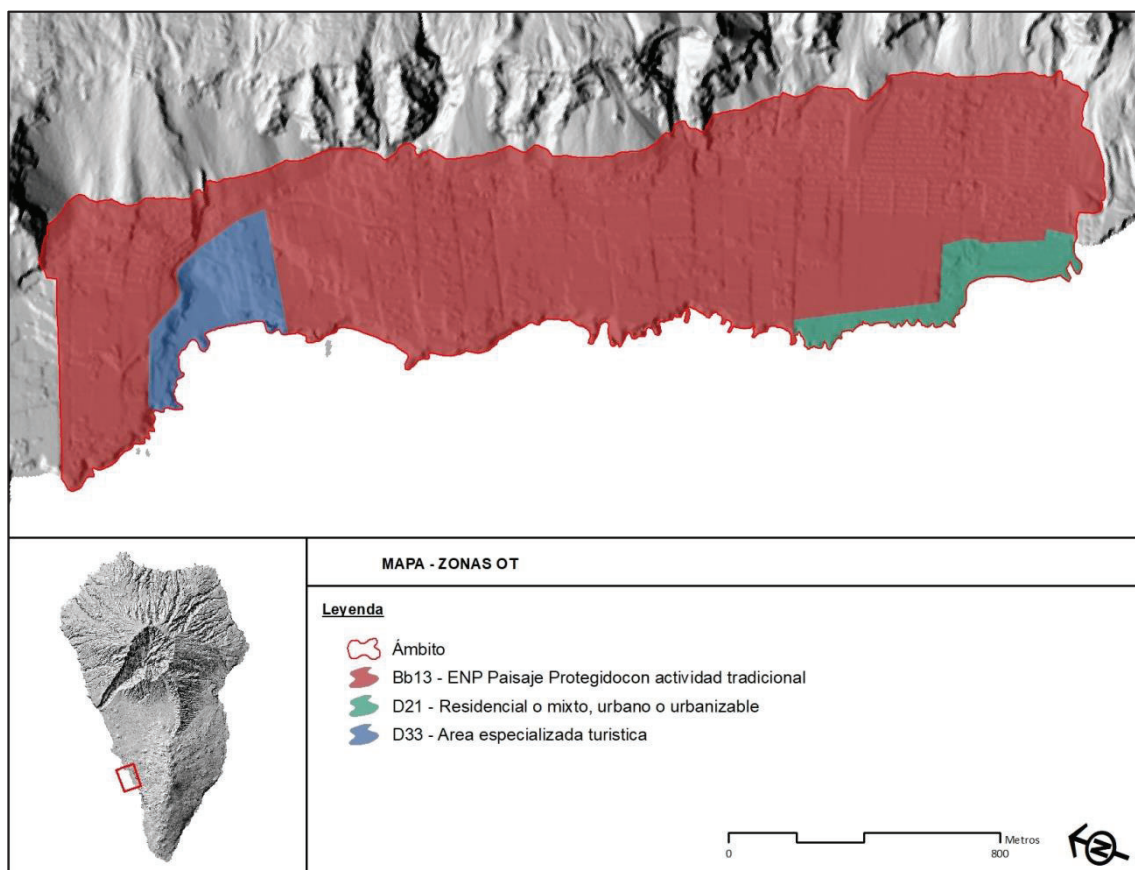 MAPA - ZONAS OT
Leyenda
Ámbito
Bb13 - ENP Paisaje Protegidocon actividad tradicional
D21 - Residencial o mixto, urbano o urbanizable
D33 - Area especializada turistica
Metros
0 800
N